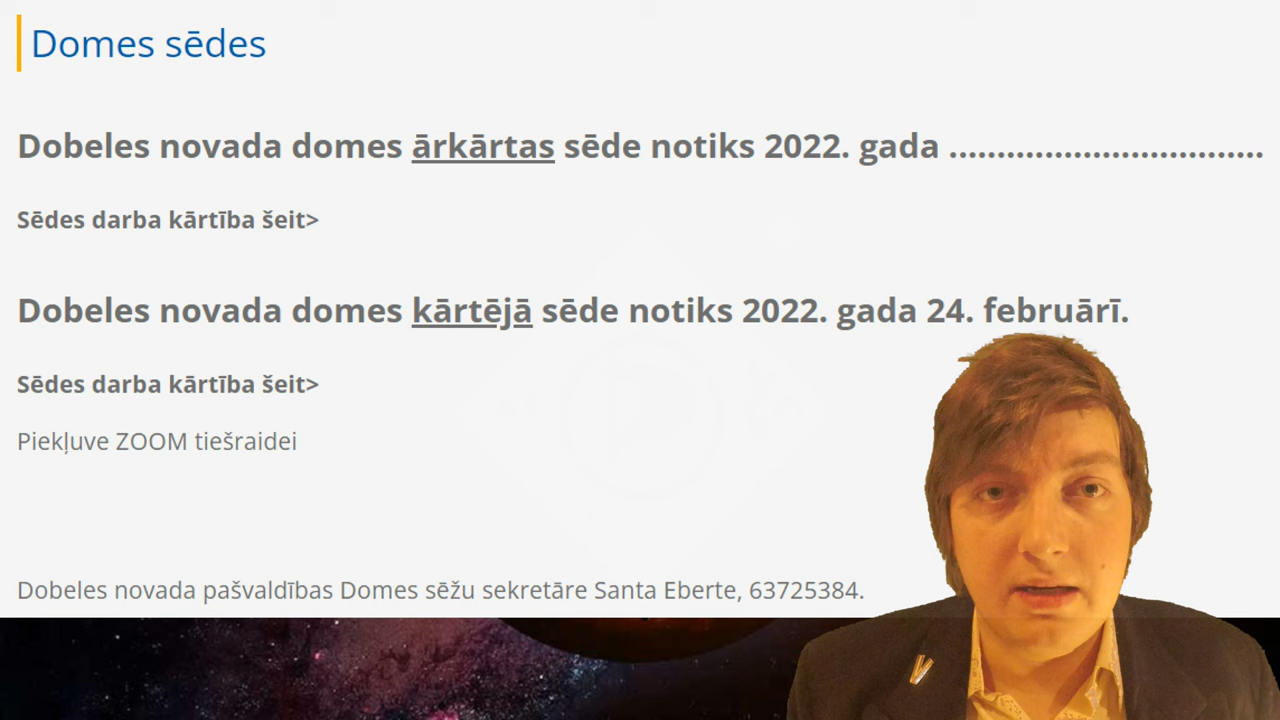 Domes sēdes
Dobeles novada domes ārkārtas sēde notiks 2022. gada .................................
Sēdes darba kārtība šeit>
Dobeles novada domes kārtējā sēde notiks 2022. gada 24. februārī.
Sēdes darba kārtība šeit>
Piekļuve ZOOM tiešraidei
Dobeles novada pašvaldības Domes sēžu sekretāre Santa Eberte, 63725384.